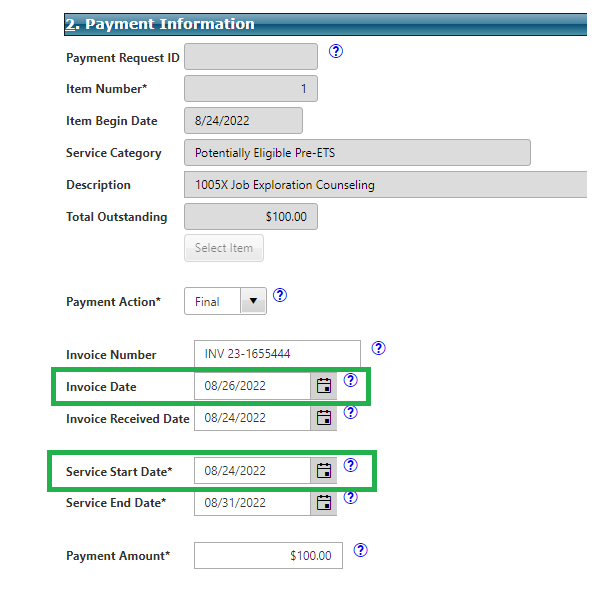 2. Payment Information
Payment Request ID ?
Item Number* 1
Item Begin Date 8/24/2022
Service Category Potentially Eligible Pre-ETS
Description 1005X Job Exploration Counseling
Total Outstanding $100.00
Select Item
Payment Action* Final ?
Invoice Number INV 23-1655444 ?
Invoice Date 08/26/2022 ?
Invoice Received Date 08/24/2022 ?
Service Start Date* 08/24/2022 ?
Service End Date* 08/31/2022 ?
Payment Amount* $100.00 ?